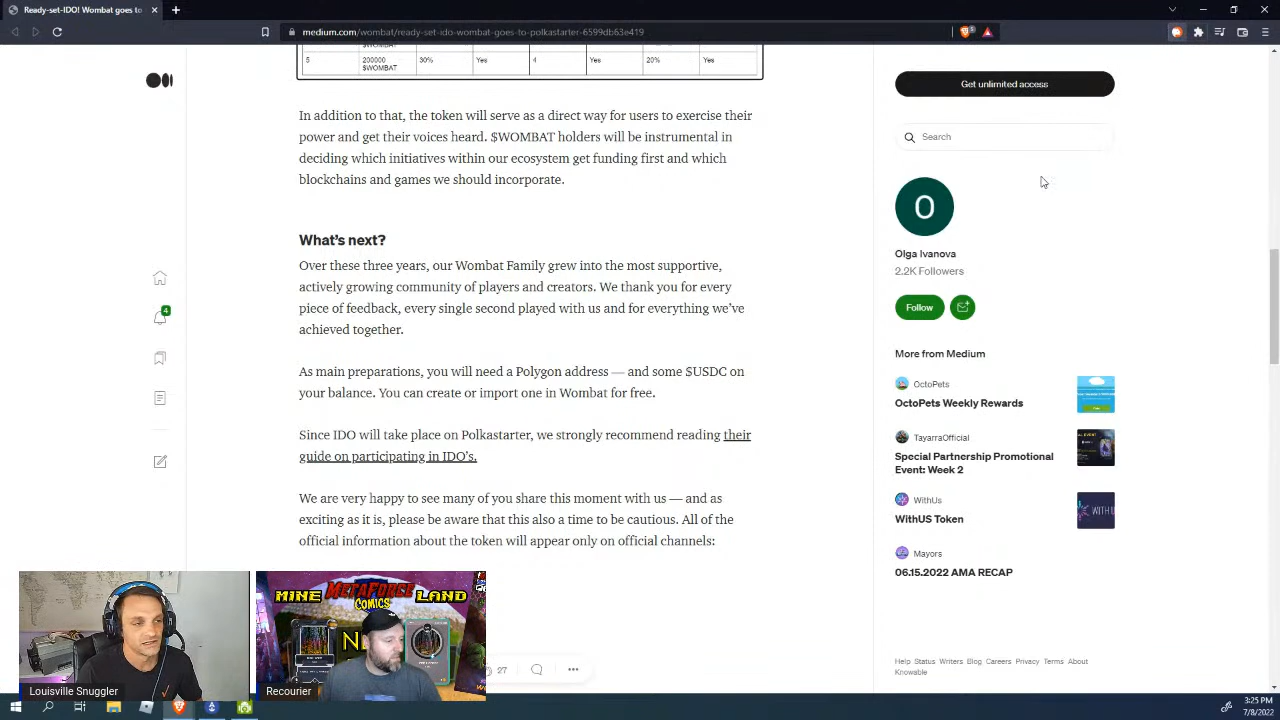 Ready-set-IDO! Wombat goes to
medium.com/wombat/ready-set-ido-wombat-goes-to-polkastarter-6599db63e419
5
200000
$WOMBAT
30%
Yes
4
Yes
20%
Yes
In addition to that, the token will serve as a direct way for users to exercise their
power and get their voices heard. $WOMBAT holders will be instrumental in
deciding which initiatives within our ecosystem get funding first and which
blockchains and games we should incorporate.
What's next?
Over these three years, our Wombat Family grew into the most supportive,
actively growing community of players and creators. We thank you for every
piece of feedback, every single second played with us and for everything we've
achieved together.
As main preparations, you will need a Polygon address — and some $USDC on
your balance. You can create or import one in Wombat for free.
Since IDO will take place on Polkastarter, we strongly recommend reading their
guide on participating in IDO's.
We are very happy to see many of you share this moment with us — and as
exciting as it is, please be aware that this also a time to be cautious. All of the
official information about the token will appear only on official channels:
27
4
Get unlimited access
Search
O
Olga Ivanova
2.2K Followers
Follow
More from Medium
OctoPets
OctoPets Weekly Rewards
TayarraOfficial
Special Partnership Promotional
Event: Week 2
WithUs
WithUS Token
Mayors
06.15.2022 AMA RECAP
Help Status Writers Blog Careers Privacy Terms About
Knowable
MINE METAFORCE LAND
COMICS
Louisville Snuggler
Recourier
3:25 PM
7/8/2022